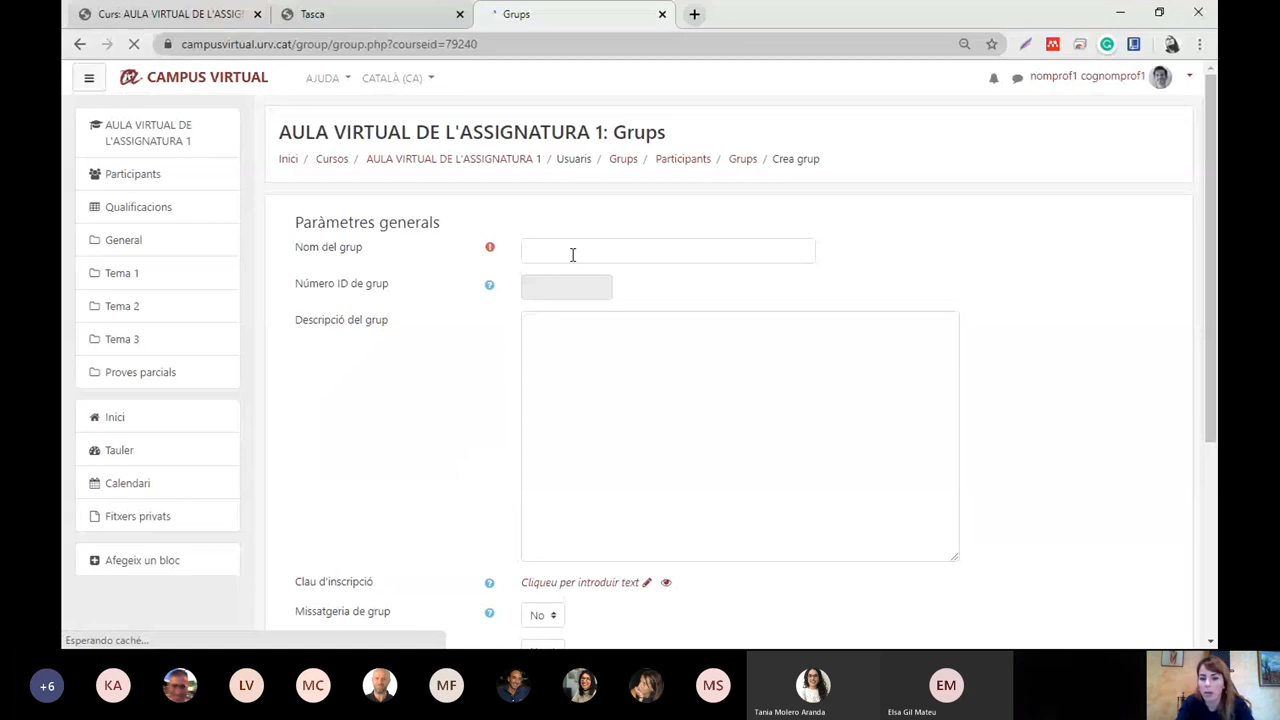 Curs: AULA VIRTUAL DE L'ASSIGN
Tasca
Grups
campusvirtual.urv.cat/group/group.php?courseid=79240
CAMPUS VIRTUAL
AJUDA
CATALÀ (CA)
nomprof1 cognomprof1
AULA VIRTUAL DE
L'ASSIGNATURA 1
Participants
Qualificacions
General
Tema 1
Tema 2
Tema 3
Proves parcials
Inici
Tauler
Calendari
Fitxers privats
Afegeix un bloc
AULA VIRTUAL DE L'ASSIGNATURA 1: Grups
Inici / Cursos / AULA VIRTUAL DE L'ASSIGNATURA 1 / Usuaris / Grups / Participants / Grups / Crea grup
Paràmetres generals
Nom del grup
Número ID de grup
Descripció del grup
Clau d'inscripció
Cliqueu per introduir text
Missatgeria de grup
No
Esperando caché...
+6
KA
LV
MC
MF
MS
Tania Molero Aranda
EM
Elsa Gil Mateu